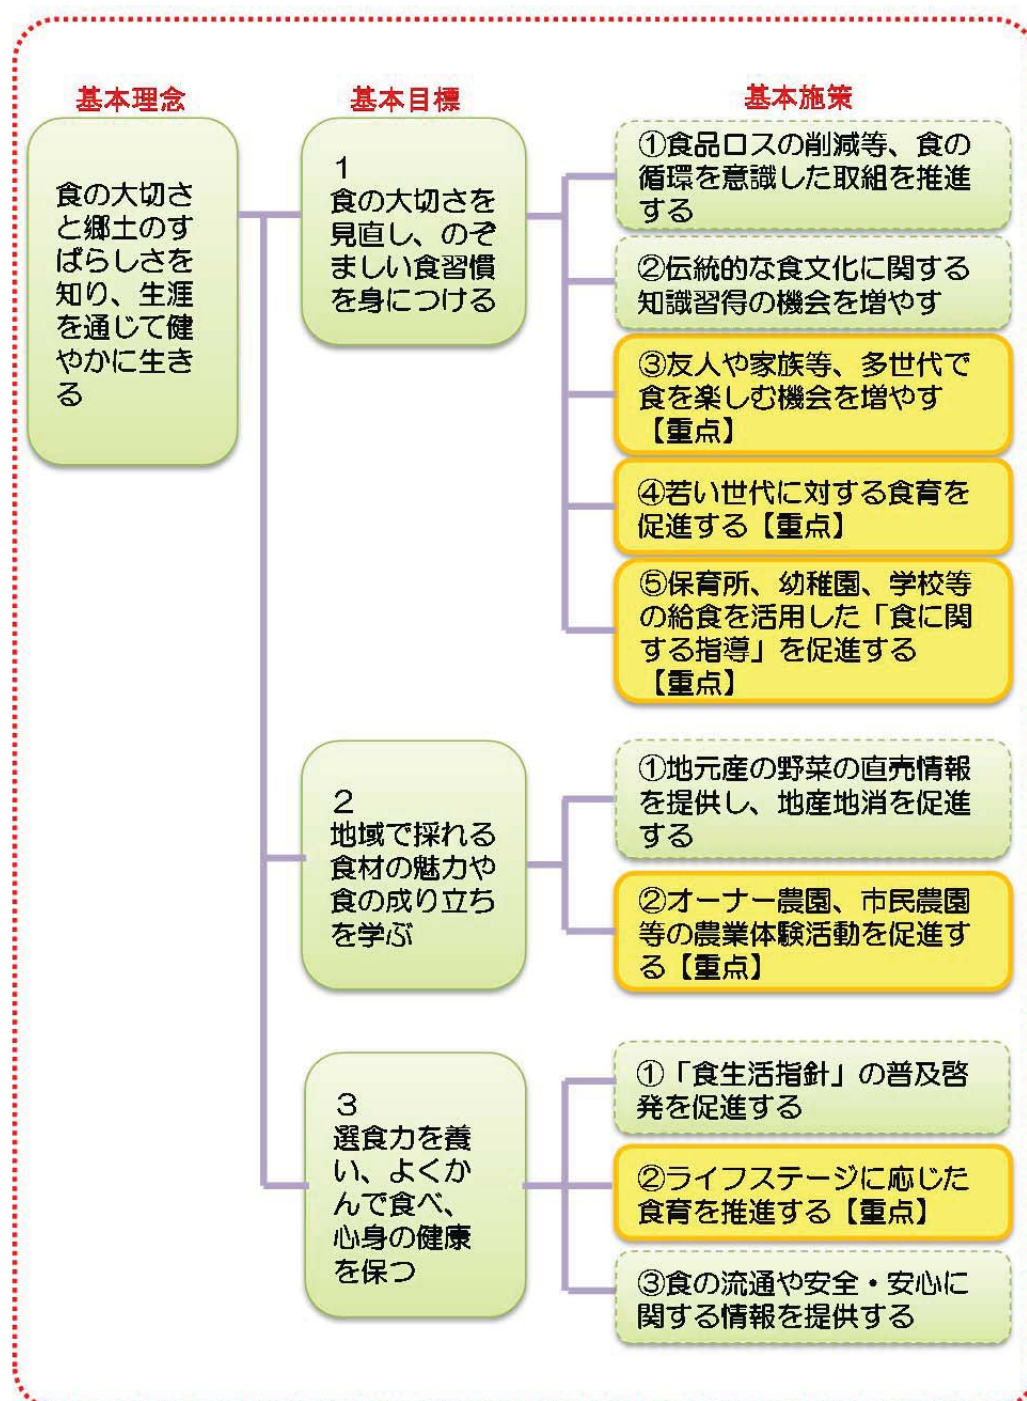 基本理念
食の大切さ
と郷土のす
ばらしさを
知り、生涯
を通じて健
やかに生き
る
基本目標
1
食の大切さを
見直し、のぞ
ましい食習慣
を身につける
2
地域で採れる
食材の魅力や
食の成り立ち
を学ぶ
3
選食力を養
い、よくか
んで食べ、
心身の健康
を保つ
基本施策
①食品ロスの削減等、食の
循環を意識した取組を推進
する
②伝統的な食文化に関する
知識習得の機会を増やす
③友人や家族等、多世代で
食を楽しむ機会を増やす
【重点】
④若い世代に対する食育を
促進する【重点】
⑤保育所、幼稚園、学校等
の給食を活用した「食に関
する指導」を促進する
【重点】
①地元産の野菜の直売情報
を提供し、地産地消を促進
する
②オーナー農園、市民農園
等の農業体験活動を促進す
る【重点】
①「食生活指針」の普及啓
発を促進する
②ライフステージに応じた
食育を推進する【重点】
③食の流通や安全・安心に
関する情報を提供する